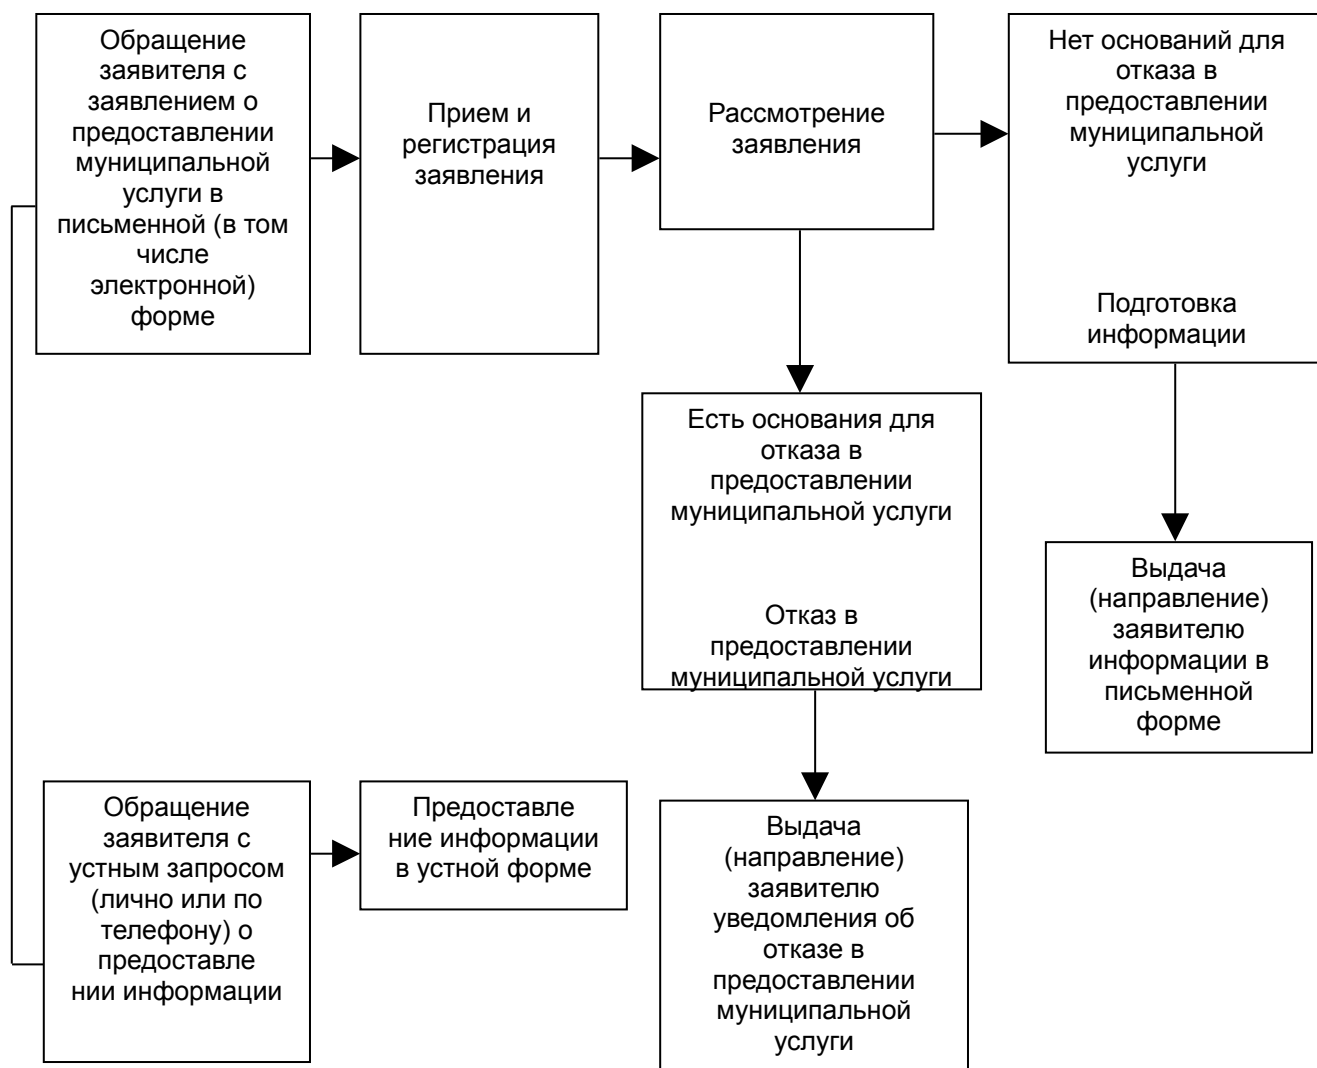 Обращение
заявителя с
заявлением о
предоставлении
муниципальной
услуги в
письменной (в том
числе
электронной)
форме
Прием и
регистрация
заявления
Рассмотрение
заявления
Нет оснований для
отказа в
предоставлении
муниципальной
услуги
Подготовка
информации
Есть основания для
отказа в
предоставлении
муниципальной услуги
Отказ в
предоставлении
муниципальной услуги
Выдача
(направление)
заявителю
информации в
письменной
форме
Обращение
заявителя с
устным запросом
(лично или по
телефону) о
предоставле
нии информации
Предоставле
ние информации
в устной форме
Выдача
(направление)
заявителю
уведомления об
отказе в
предоставлении
муниципальной
услуги